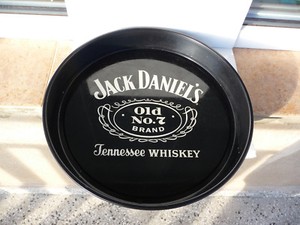 JACK DANIEL'S
Old
No. 7
BRAND
Tennessee WHISKEY